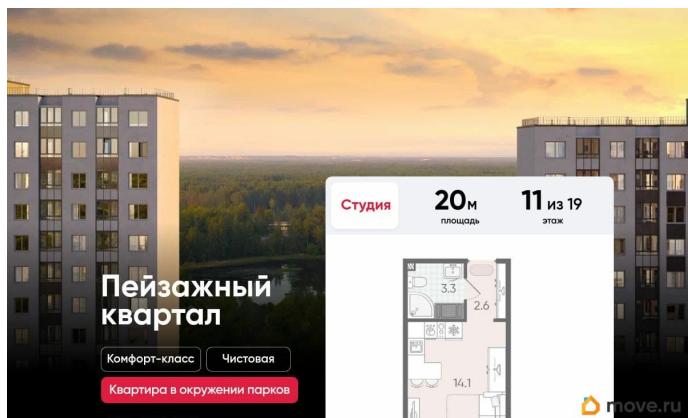 Студия
20м
площадь
11 из 19
этаж
Пейзажный
квартал
Комфорт-класс
Чистовая
Квартира в окружении парков
3.3
2.6
14.1
move.ru